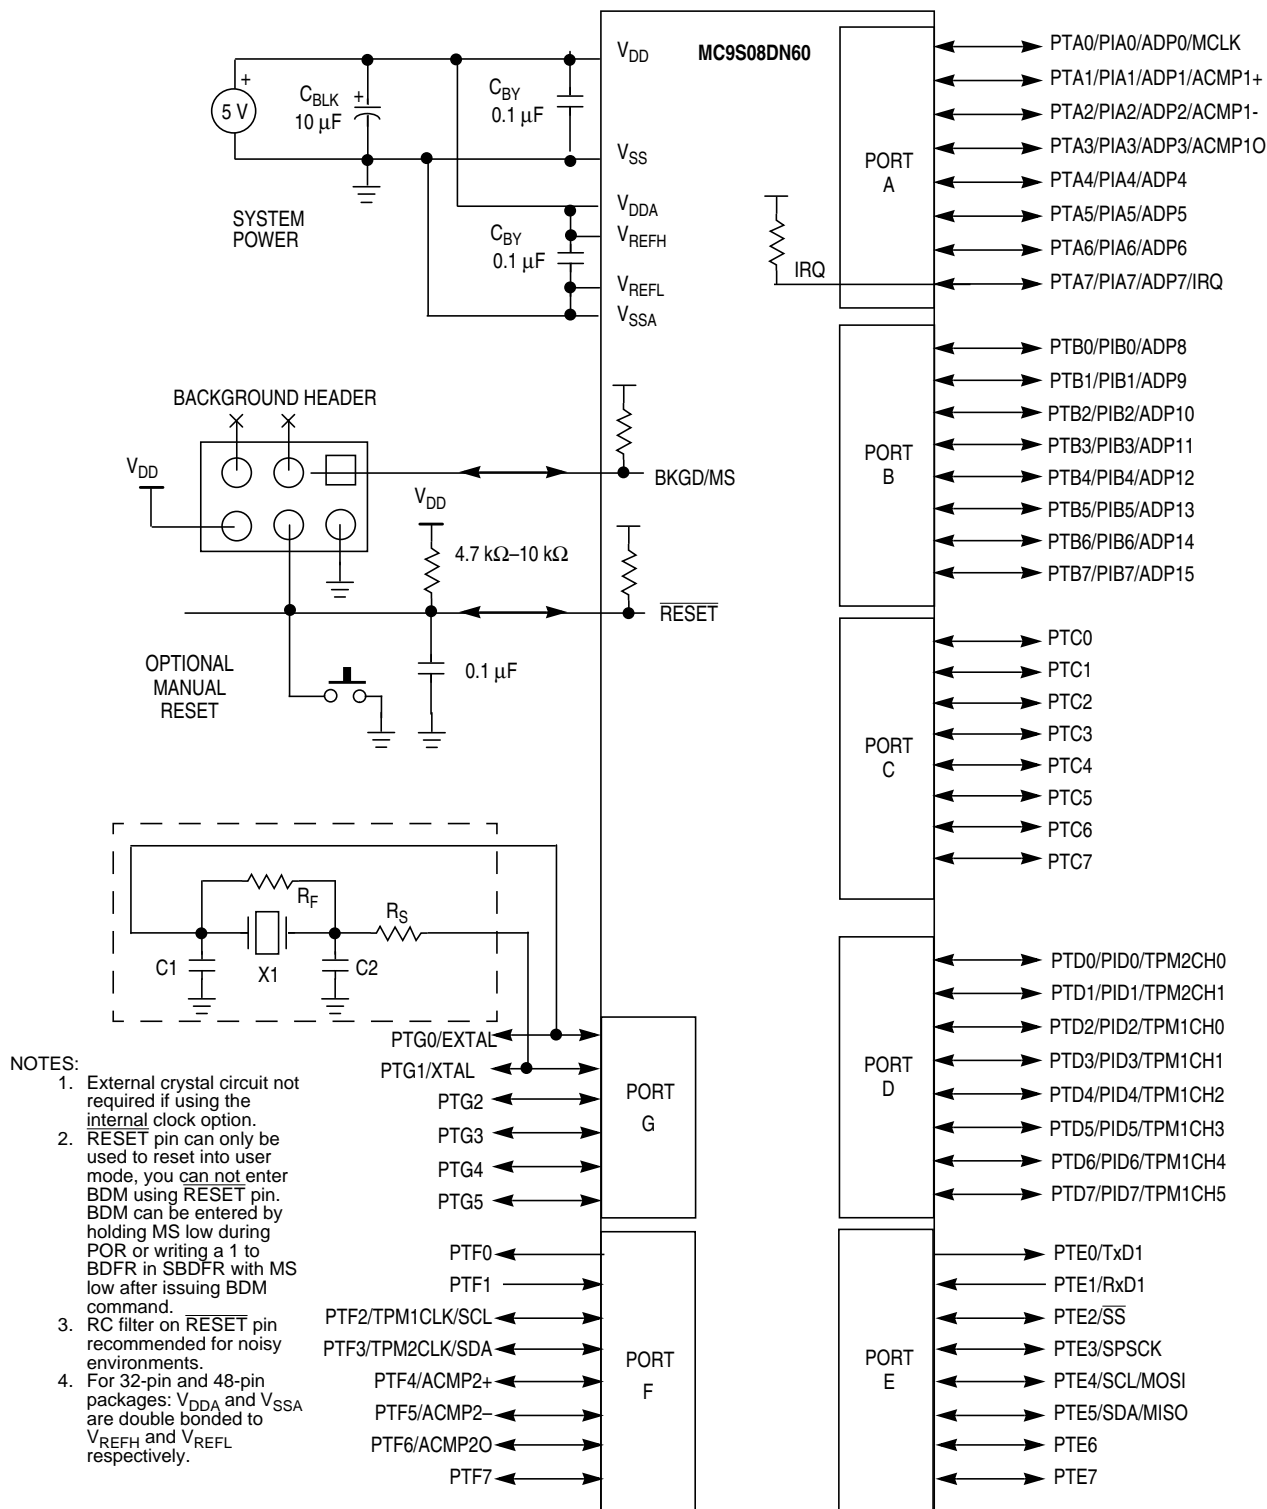 MC9S08DN60
VDD
+
5 V
CBLK
10 µF
+
CBY
0.1 µF
VSS
SYSTEM
POWER
VDDA
VREFH
CBY
0.1 µF
VREFL
VSSA
BACKGROUND HEADER
VDD
BKGD/MS
VDD
4.7 kΩ–10 kΩ
RESET
OPTIONAL
MANUAL
RESET
0.1 µF
RF
RS
C1
X1
C2
PORT
A
IRQ
PTA0/PIA0/ADP0/MCLK
PTA1/PIA1/ADP1/ACMP1+
PTA2/PIA2/ADP2/ACMP1-
PTA3/PIA3/ADP3/ACMP1O
PTA4/PIA4/ADP4
PTA5/PIA5/ADP5
PTA6/PIA6/ADP6
PTA7/PIA7/ADP7/IRQ
PORT
B
PTB0/PIB0/ADP8
PTB1/PIB1/ADP9
PTB2/PIB2/ADP10
PTB3/PIB3/ADP11
PTB4/PIB4/ADP12
PTB5/PIB5/ADP13
PTB6/PIB6/ADP14
PTB7/PIB7/ADP15
PORT
C
PTC0
PTC1
PTC2
PTC3
PTC4
PTC5
PTC6
PTC7
PORT
D
PTD0/PID0/TPM2CH0
PTD1/PID1/TPM2CH1
PTD2/PID2/TPM1CH0
PTD3/PID3/TPM1CH1
PTD4/PID4/TPM1CH2
PTD5/PID5/TPM1CH3
PTD6/PID6/TPM1CH4
PTD7/PID7/TPM1CH5
PORT
E
PTE0/TxD1
PTE1/RxD1
PTE2/SS
PTE3/SPSCK
PTE4/SCL/MOSI
PTE5/SDA/MISO
PTE6
PTE7
PTG0/EXTAL
PTG1/XTAL
PTG2
PTG3
PTG4
PTG5
PORT
G
PTF0
PTF1
PTF2/TPM1CLK/SCL
PTF3/TPM2CLK/SDA
PTF4/ACMP2+
PTF5/ACMP2–
PTF6/ACMP2O
PTF7
PORT
F
NOTES:
1. External crystal circuit not
required if using the
internal clock option.
2. RESET pin can only be
used to reset into user
mode, you can not enter
BDM using RESET pin.
BDM can be entered by
holding MS low during
POR or writing a 1 to
BDFR in SBDFR with MS
low after issuing BDM
command.
3. RC filter on RESET pin
recommended for noisy
environments.
4. For 32-pin and 48-pin
packages: VDDA and VSSA
are double bonded to
VREFH and VREFL
respectively.